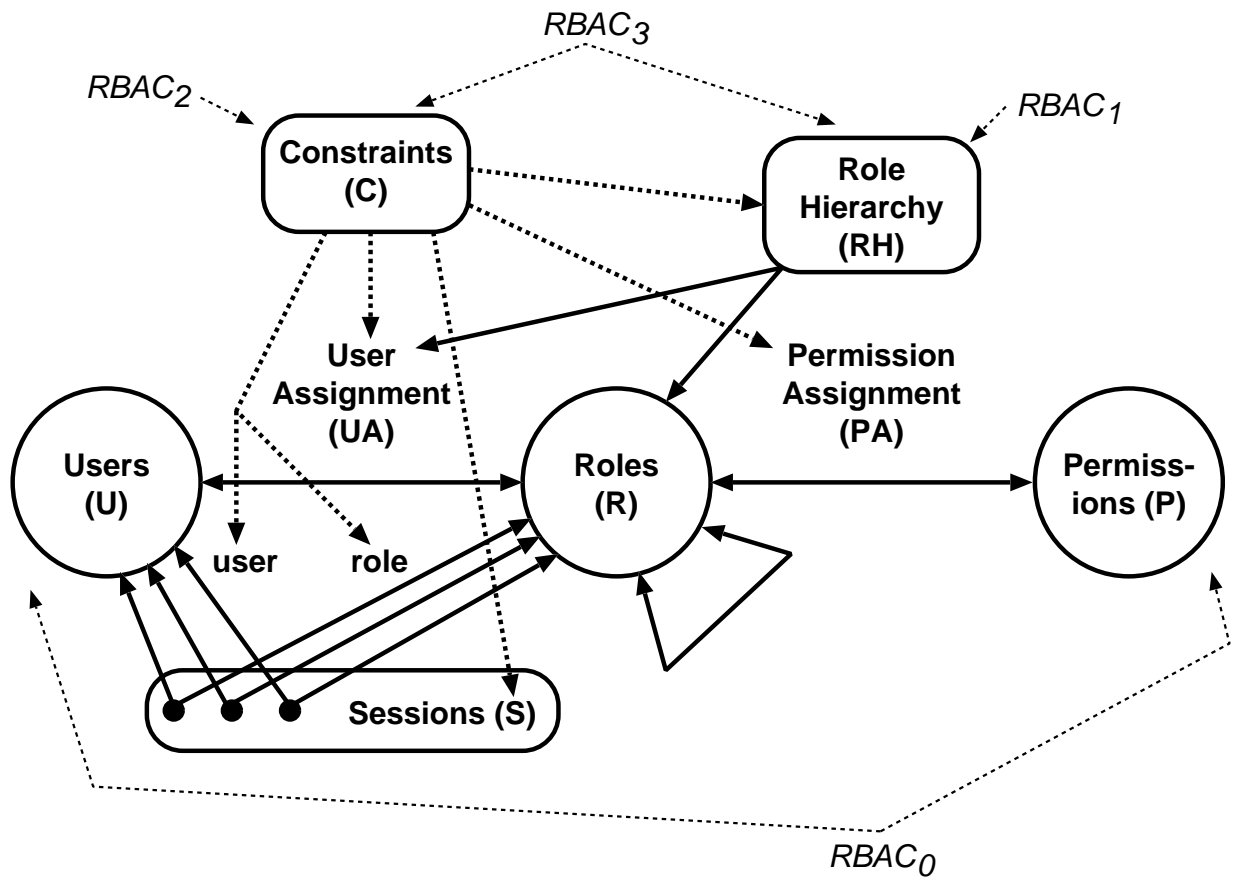 RBAC3
RBAC2
RBAC1
Constraints
(C)
Role
Hierarchy
(RH)
User
Assignment
(UA)
Permission
Assignment
(PA)
Users
(U)
Roles
(R)
Permiss-
ions (P)
user
role
Sessions (S)
RBAC0